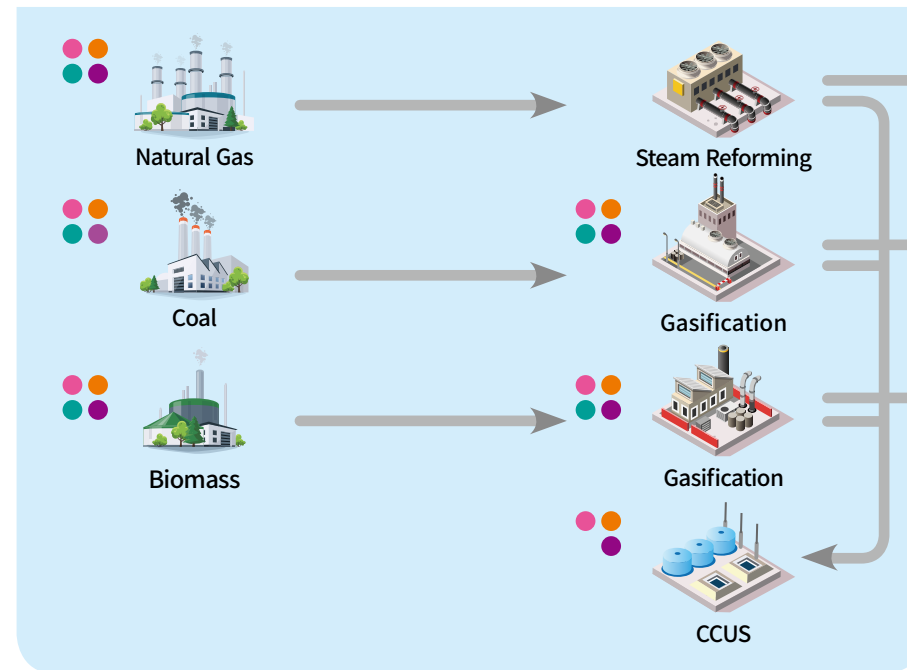 Natural Gas
Steam Reforming
Coal
Gasification
Biomass
Gasification
CCUS